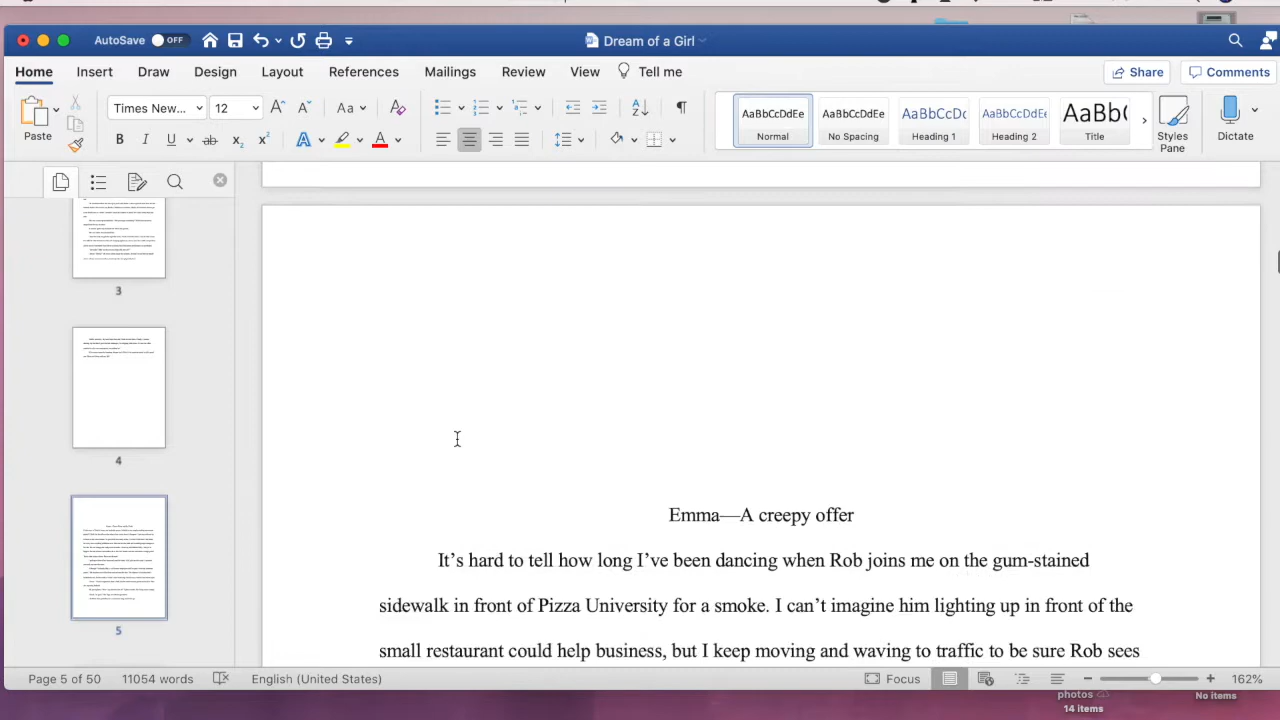 AutoSave OFF
Dream of a Girl
Home Insert Draw Design Layout References Mailings Review View Tell me
Share Comments
Paste
Times New... 12
Aa
B I U ab x₂ x² A A
AaBbCcDdEe AaBbCcDdEe AaBbCcDc AaBbCcDdEe AaBb(
Normal No Spacing Heading 1 Heading 2 Title
Styles Pane
Dictate
3
4
5
Emma—A creepy offer
It’s hard to tell how long I’ve been dancing when Rob joins me on the gum-stained
sidewalk in front of Pizza University for a smoke. I can’t imagine him lighting up in front of the
small restaurant could help business, but I keep moving and waving to traffic to be sure Rob sees
Page 5 of 50 11054 words English (United States) Focus 162%
photos No items
14 items